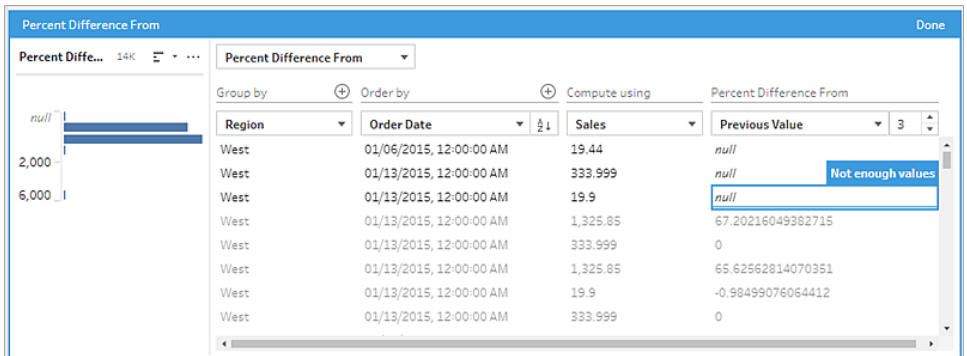 Percent Difference From Done
Percent Diffe... 14K ...
Percent Difference From
Group by Order by Compute using Percent Difference From
Region Order Date A Z Sales Previous Value 3
null
2,000
6,000
West 01/06/2015, 12:00:00 AM 19.44 null
West 01/13/2015, 12:00:00 AM 333.999 null Not enough values
West 01/13/2015, 12:00:00 AM 19.9 null
West 01/13/2015, 12:00:00 AM 1,325.85 67.20216049382715
West 01/13/2015, 12:00:00 AM 333.999 0
West 01/13/2015, 12:00:00 AM 1,325.85 65.62562814070351
West 01/13/2015, 12:00:00 AM 19.9 -0.98499076064412
West 01/13/2015, 12:00:00 AM 333.999 0